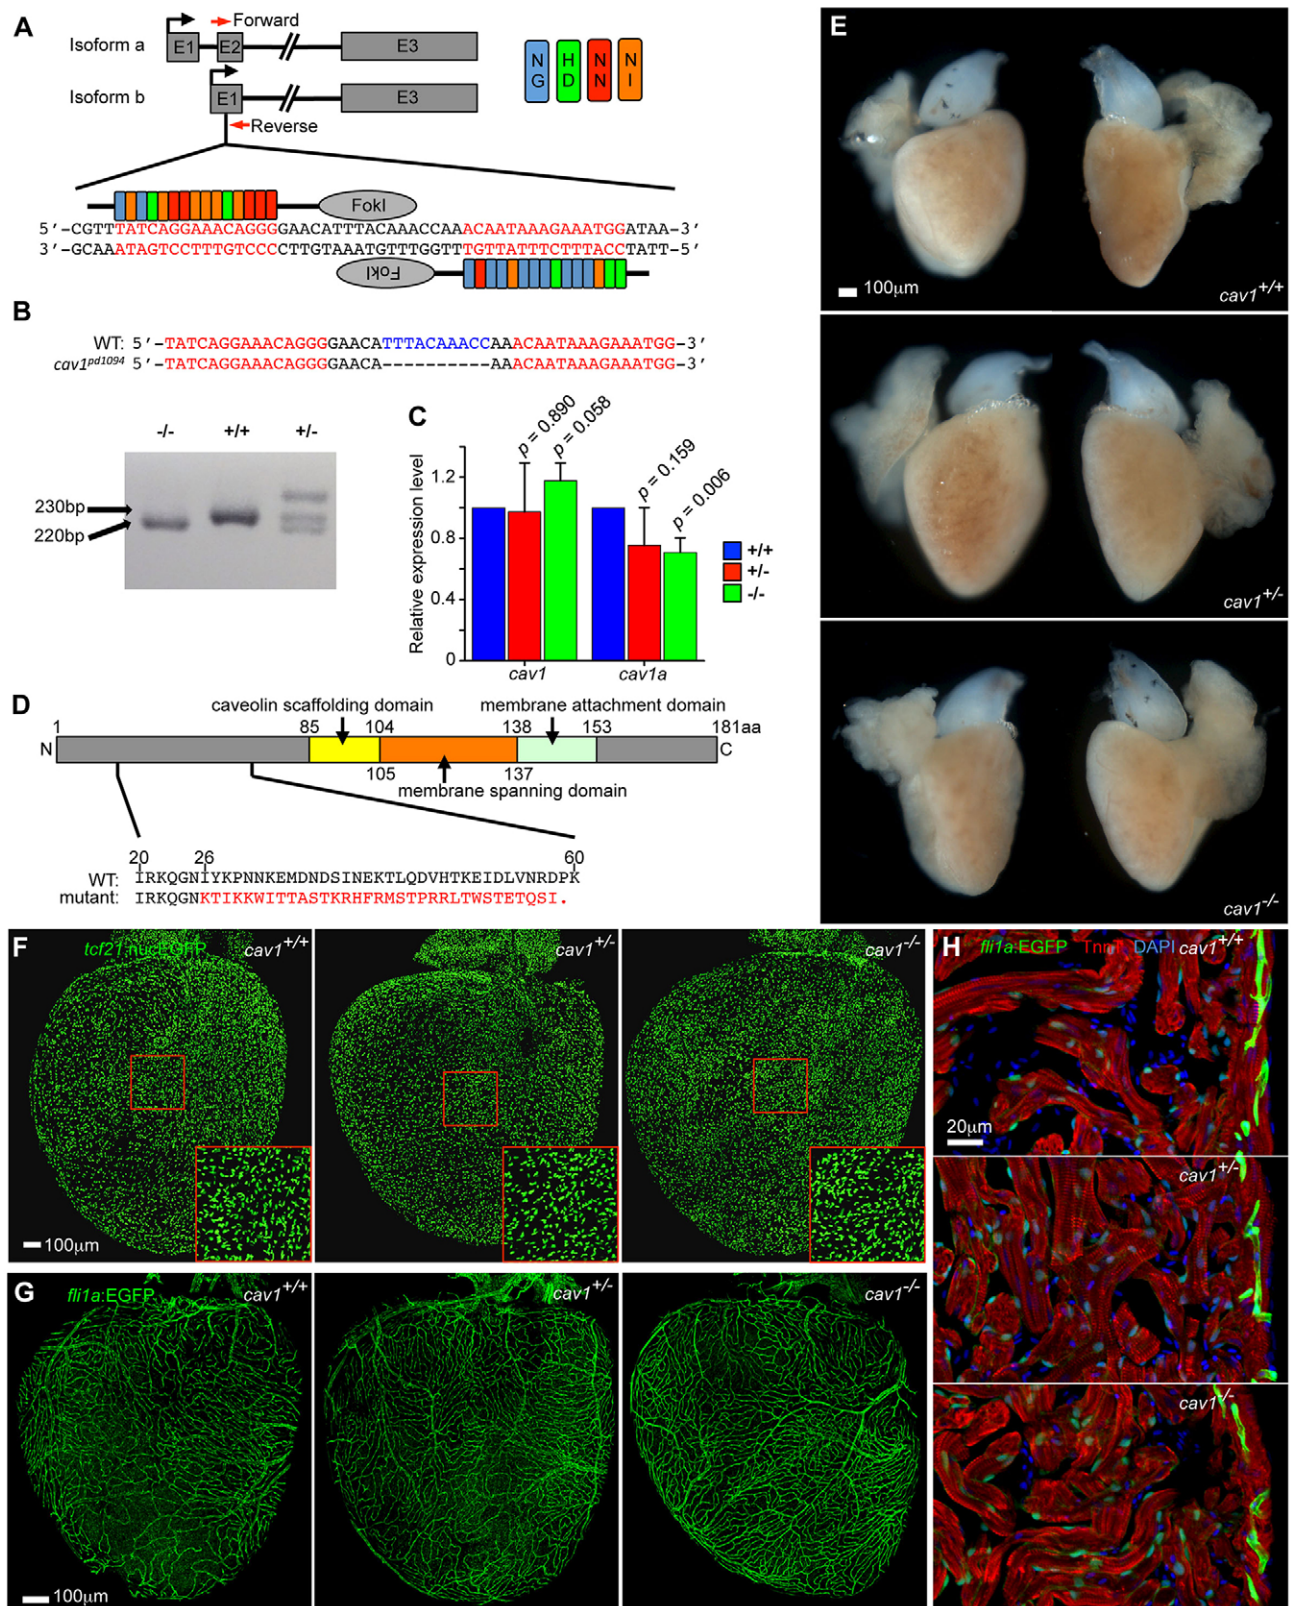 A
Forward
Isoform a
E1
E2
E3
Isoform b
E1
E3
Reverse
NG
HD
NN
NI
FokI
5′-CGTTTATCAGGAAACAGGGGAACATTTACAAACCAAACAATAAAGAAATGGATAA-3′
3′-GCAAATAGTCCTTTGTCCCCTTGTAAATGTTTGGTTTGTTATTTCTTTACCTATT-5′
FokI
B
WT: 5′-TATCAGGAAACAGGGGAACATTTACAAACCAAACAATAAAGAAATGG-3′
cav1pd1094 5′-TATCAGGAAACAGGGGAACA----------AAACAATAAAGAAATGG-3′
-/-
+/+
+/-
230bp
220bp
C
Relative expression level
1.2
0.8
0.4
0
p = 0.890
p = 0.058
p = 0.159
p = 0.006
cav1
cav1a
+/+
+/-
-/-
D
caveolin scaffolding domain
membrane attachment domain
1
85
104
138
153
181aa
N
C
105
137
membrane spanning domain
20
26
60
WT: IRKQGNIYKPNNKEMDNDSINEKTLQDVHTKEIDLVNRDPK
mutant: IRKQGNKTIKKWITTASTKRHFRMSTPRRLTWSTETQSI.
E
100μm
cav1+/+
cav1+/-
cav1-/-
F
tcf21:nucEGFP
cav1+/+
cav1+/-
cav1-/-
100μm
G
fli1a:EGFP
cav1+/+
cav1+/-
cav1-/-
100μm
H
fli1a:EGFP
DAPI
cav1+/+
20μm
cav1+/-
cav1-/-